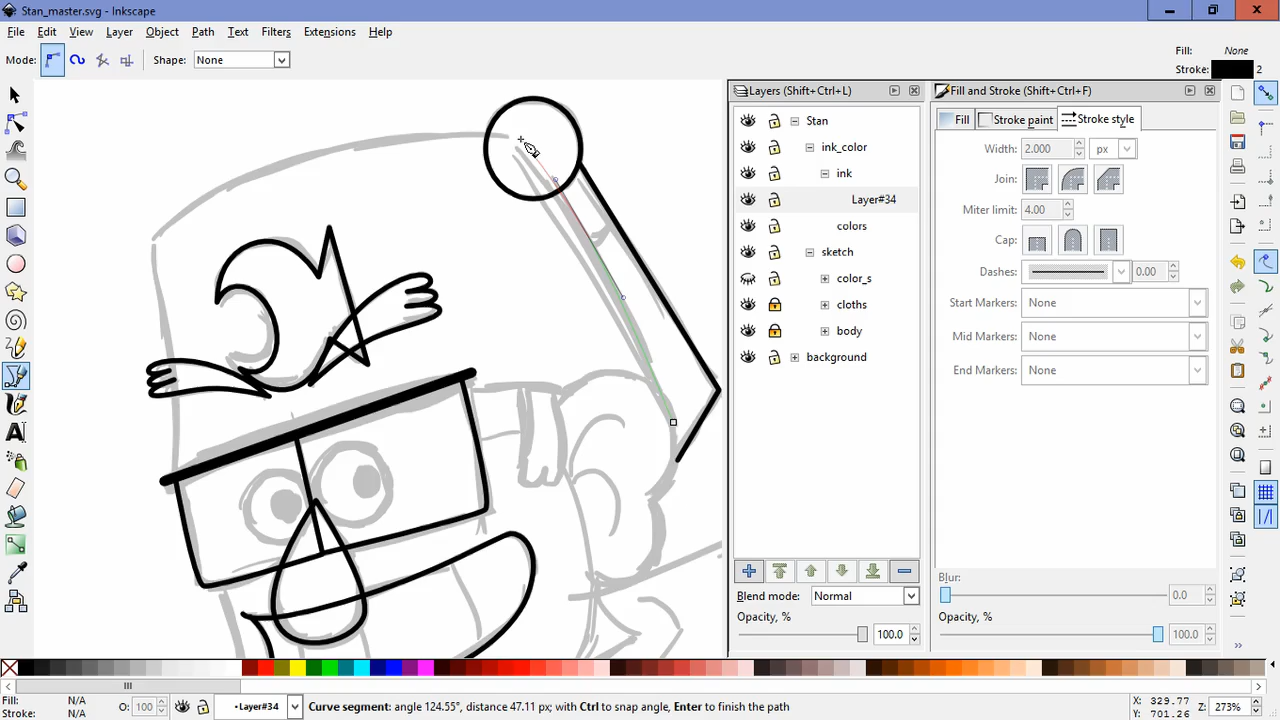 Stan_master.svg - Inkscape
File Edit View Layer Object Path Text Filters Extensions Help
Mode: Shape: None
Fill: None
Stroke: 2
Layers (Shift+Ctrl+L)
Fill and Stroke (Shift+Ctrl+F)
Stan
ink_color
ink
Layer#34
colors
sketch
color_s
cloths
body
background
Fill Stroke paint Stroke style
Width: 2.000 px
Join:
Miter limit: 4.00
Cap:
Dashes: 0.00
Start Markers: None
Mid Markers: None
End Markers: None
Blend mode: Normal
Opacity, % 100.0
Blur: 0.0
Opacity, % 100.0
Fill: N/A
Stroke: N/A
O: 100
•Layer#34
Curve segment: angle 124.55°, distance 47.11 px; with Ctrl to snap angle, Enter to finish the path
X: 329.77
Y: 701.26
Z: 273%